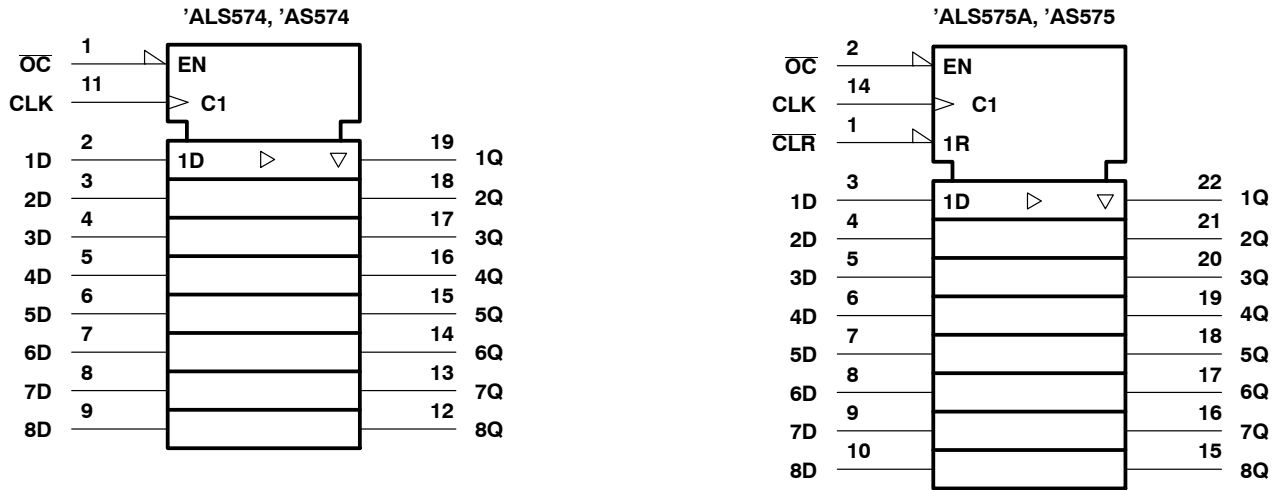 'ALS574, 'AS574
OC 1 EN
CLK 11 C1
1D 2 1D 19 1Q
2D 3 18 2Q
3D 4 17 3Q
4D 5 16 4Q
5D 6 15 5Q
6D 7 14 6Q
7D 8 13 7Q
8D 9 12 8Q
'ALS575A, 'AS575
OC 2 EN
CLK 14 C1
CLR 1 1R
1D 3 1D 22 1Q
2D 4 21 2Q
3D 5 20 3Q
4D 6 19 4Q
5D 7 18 5Q
6D 8 17 6Q
7D 9 16 7Q
8D 10 15 8Q